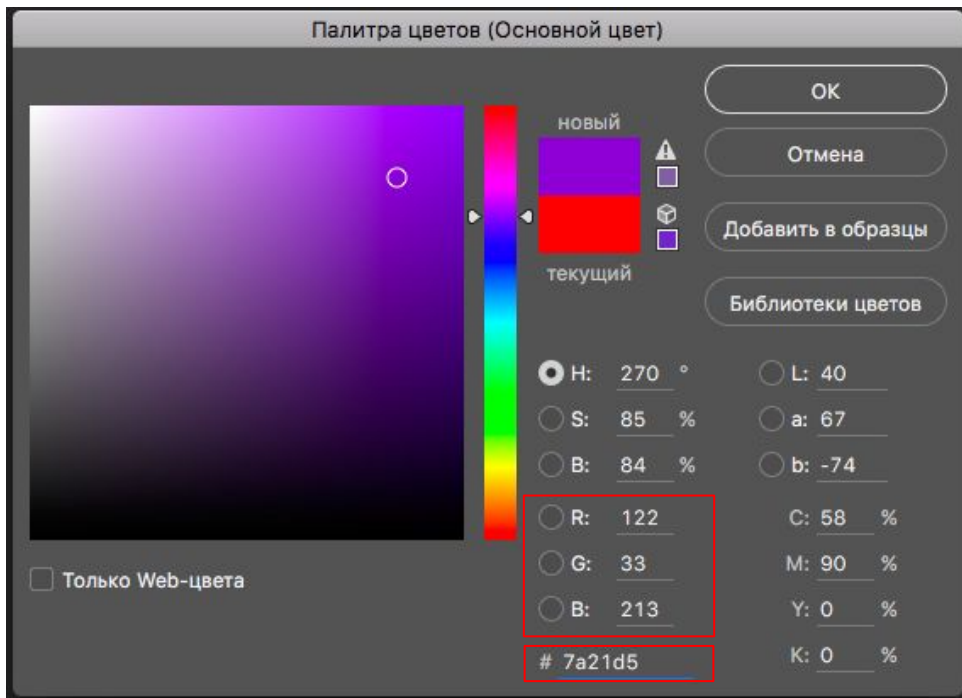 Палитра цветов (Основной цвет)
новый
текущий
OK
Отмена
Добавить в образцы
Библиотеки цветов
H: 270 °
S: 85 %
B: 84 %
R: 122
G: 33
B: 213
# 7a21d5
L: 40
a: 67
b: -74
C: 58 %
M: 90 %
Y: 0 %
K: 0 %
Только Web-цвета